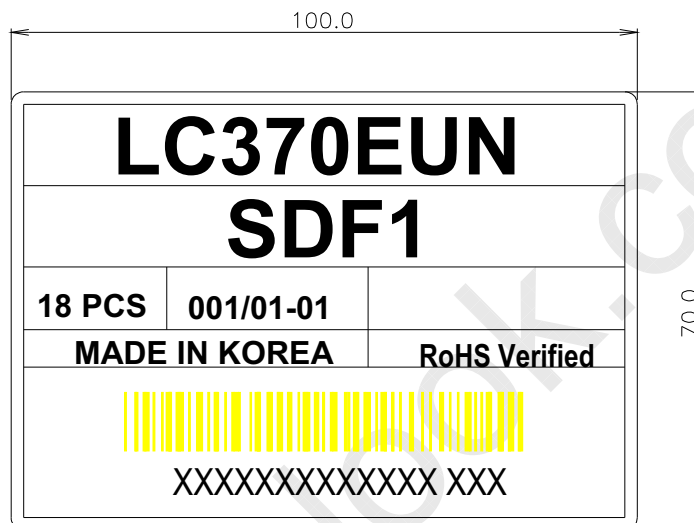 100.0
LC370EUN
SDF1
18 PCS 001/01-01
MADE IN KOREA RoHS Verified
XXXXXXXXXXXXX XXX
70.0